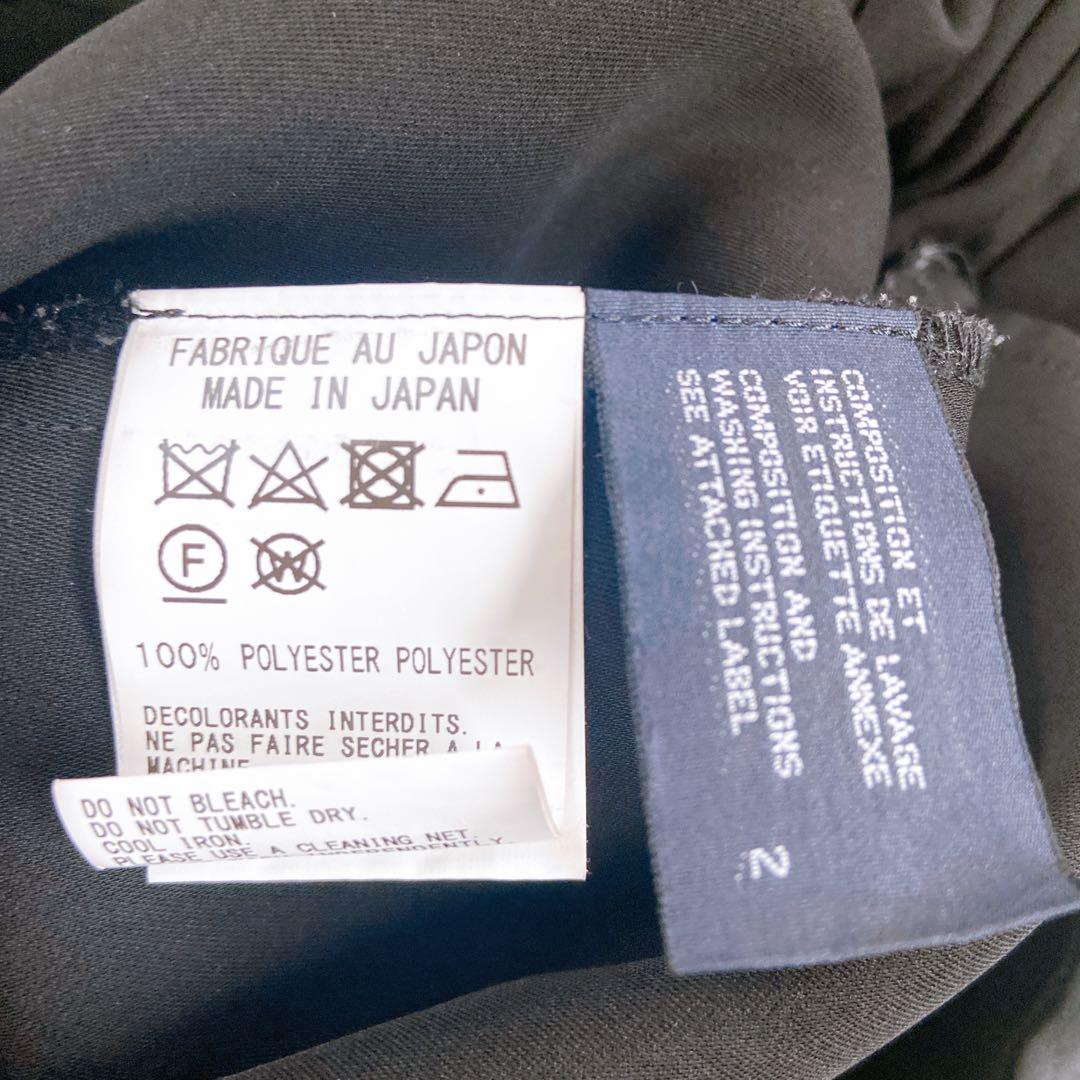 FABRIQUE AU JAPON
MADE IN JAPAN
F
W
100% POLYESTER POLYESTER
DECOLORANTS INTERDITS.
NE PAS FAIRE SECHER A LA
MACHINE
DO NOT BLEACH.
DO NOT TUMBLE DRY.
COOL IRON.
PLEASE USE A CLEANING NET.
INDEPENDENTLY.
COMPOSITION ET
INSTRUCTIONS DE LAVAGE
VOIR ETIQUETTE ANNEXE
COMPOSITION AND
WASHING INSTRUCTIONS
SEE ATTACHED LABEL
2